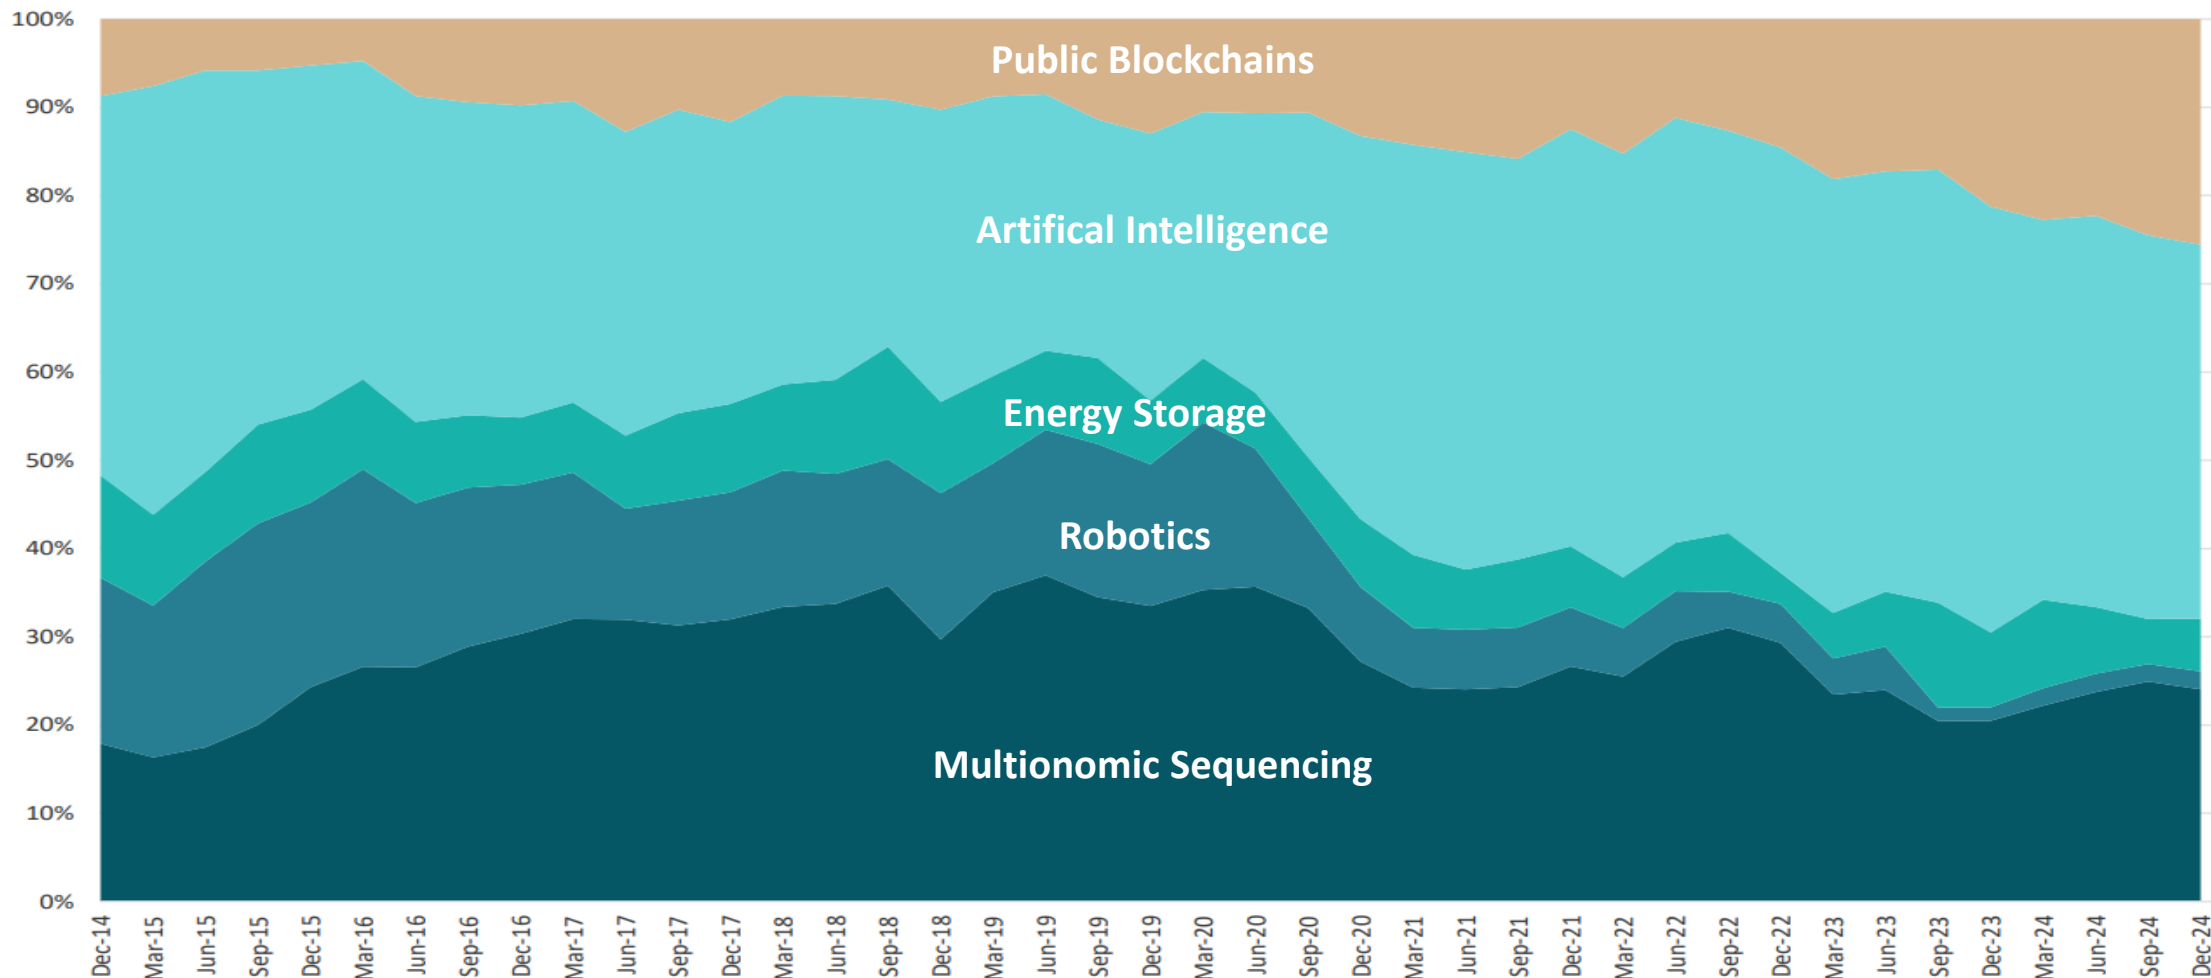 100%
90%
80%
70%
60%
50%
40%
30%
20%
10%
0%
Public Blockchains
Artifical Intelligence
Energy Storage
Robotics
Multionomic Sequencing
Dec-14
Mar-15
Jun-15
Sep-15
Dec-15
Mar-16
Jun-16
Sep-16
Dec-16
Mar-17
Jun-17
Sep-17
Dec-17
Mar-18
Jun-18
Sep-18
Dec-18
Mar-19
Jun-19
Sep-19
Dec-19
Mar-20
Jun-20
Sep-20
Dec-20
Mar-21
Jun-21
Sep-21
Dec-21
Mar-22
Jun-22
Sep-22
Dec-22
Mar-23
Jun-23
Sep-23
Dec-23
Mar-24
Jun-24
Sep-24
Dec-24